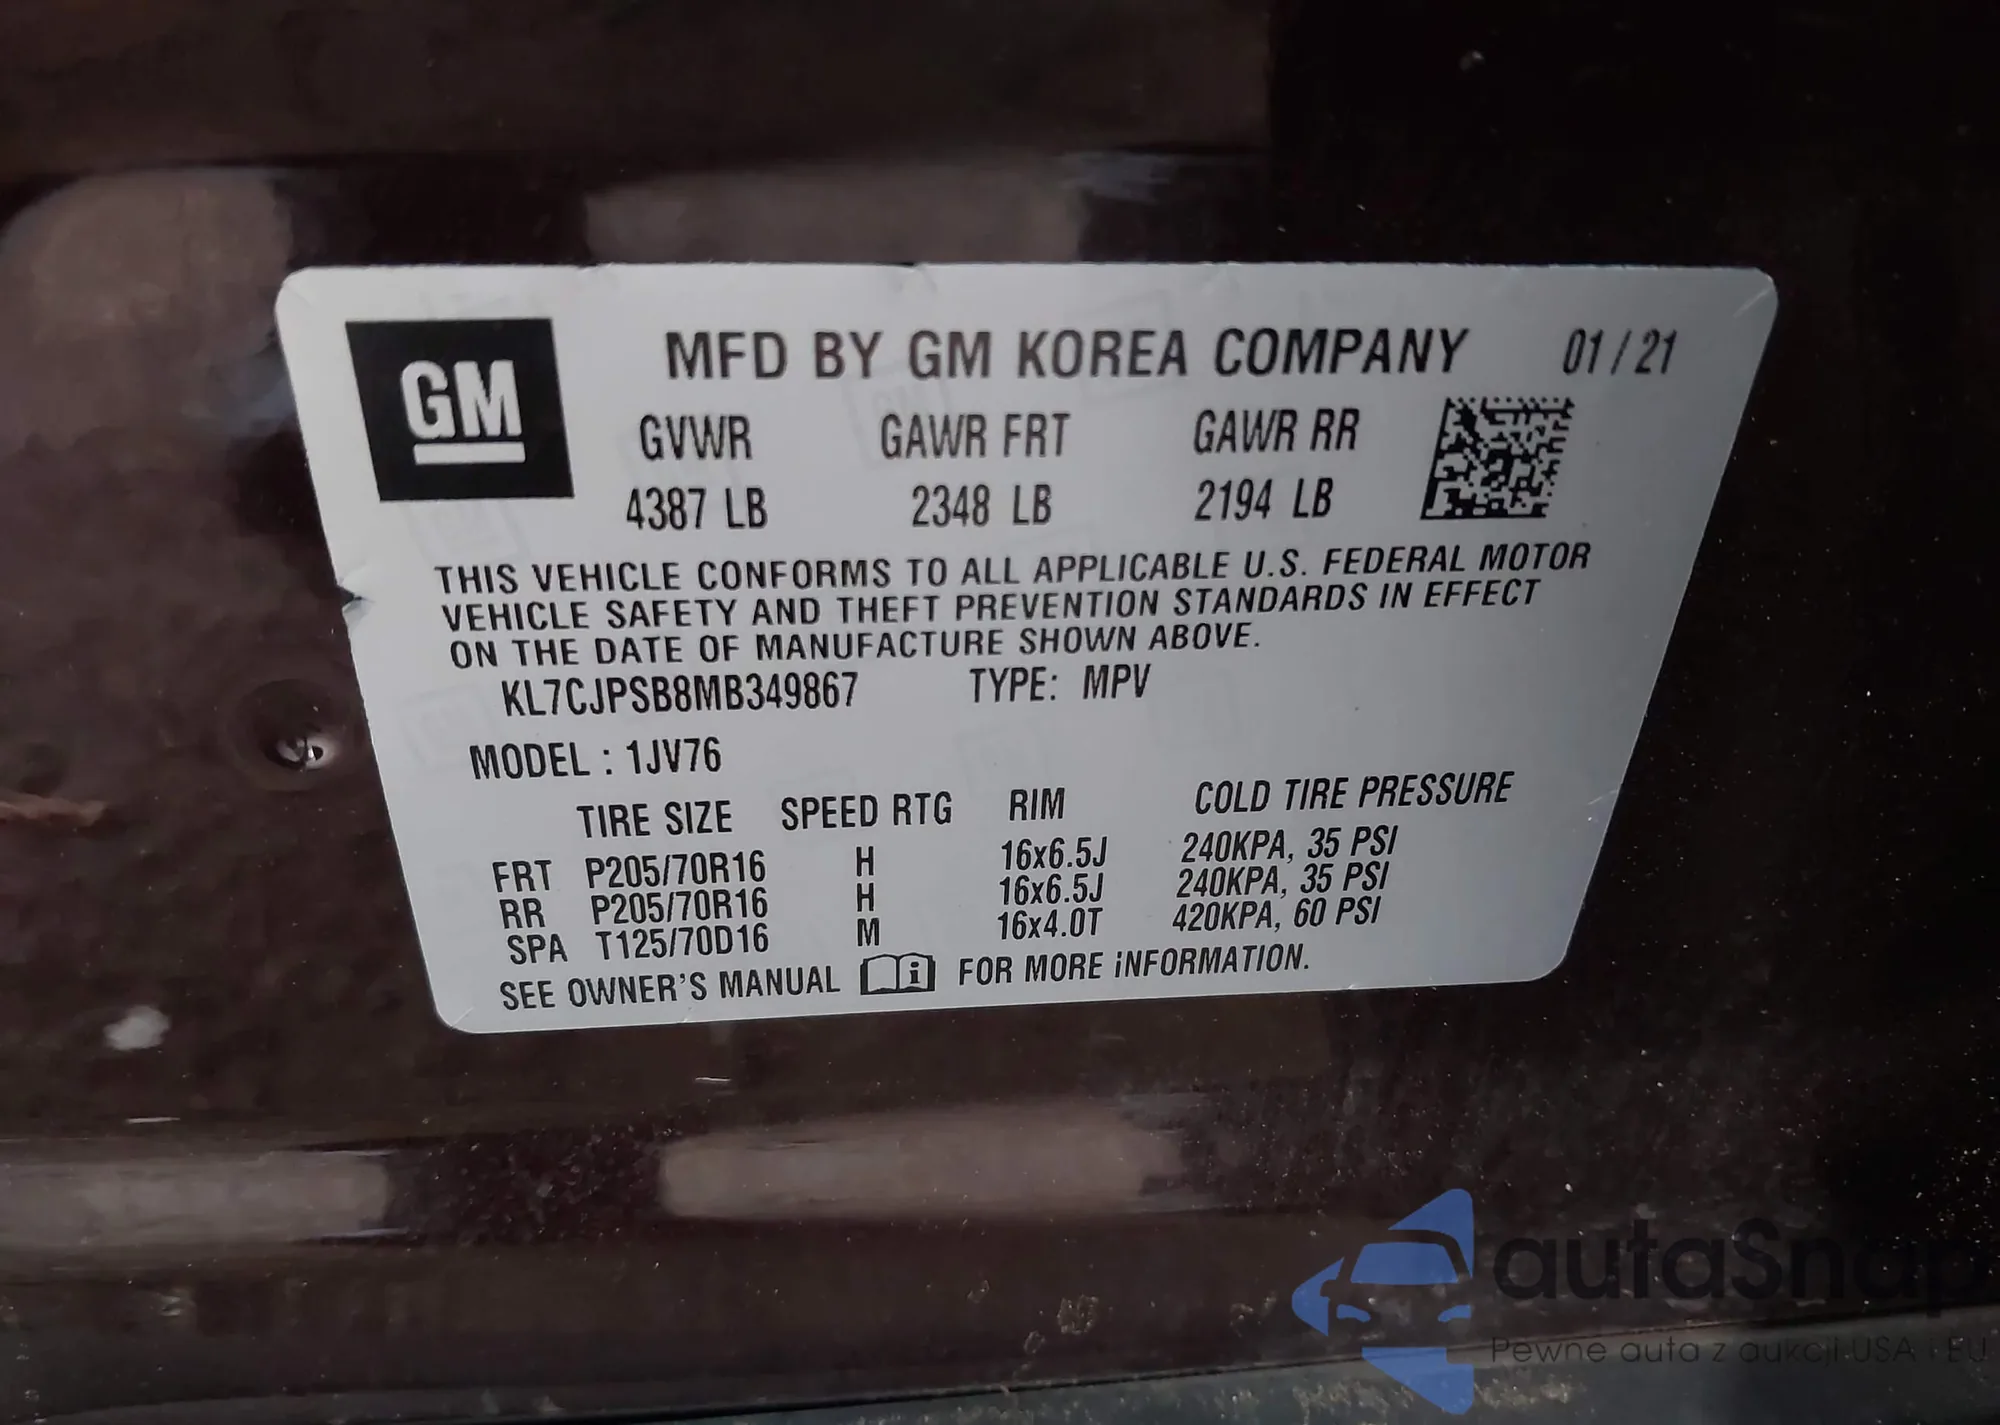 GM
MFD BY GM KOREA COMPANY 01/21
GVWR GAWR FRT GAWR RR
4387 LB 2348 LB 2194 LB
THIS VEHICLE CONFORMS TO ALL APPLICABLE U.S. FEDERAL MOTOR
VEHICLE SAFETY AND THEFT PREVENTION STANDARDS IN EFFECT
ON THE DATE OF MANUFACTURE SHOWN ABOVE.
KL7CJPSB8MB349867 TYPE: MPV
MODEL : 1JV76
TIRE SIZE SPEED RTG RIM COLD TIRE PRESSURE
FRT P205/70R16 H 16x6.5J 240KPA, 35 PSI
RR P205/70R16 H 16x6.5J 240KPA, 35 PSI
SPA T125/70D16 M 16x4.0T 420KPA, 60 PSI
SEE OWNER'S MANUAL i FOR MORE iNFORMATION.
autaSnap
Pewne auta z aukcji USA i EU